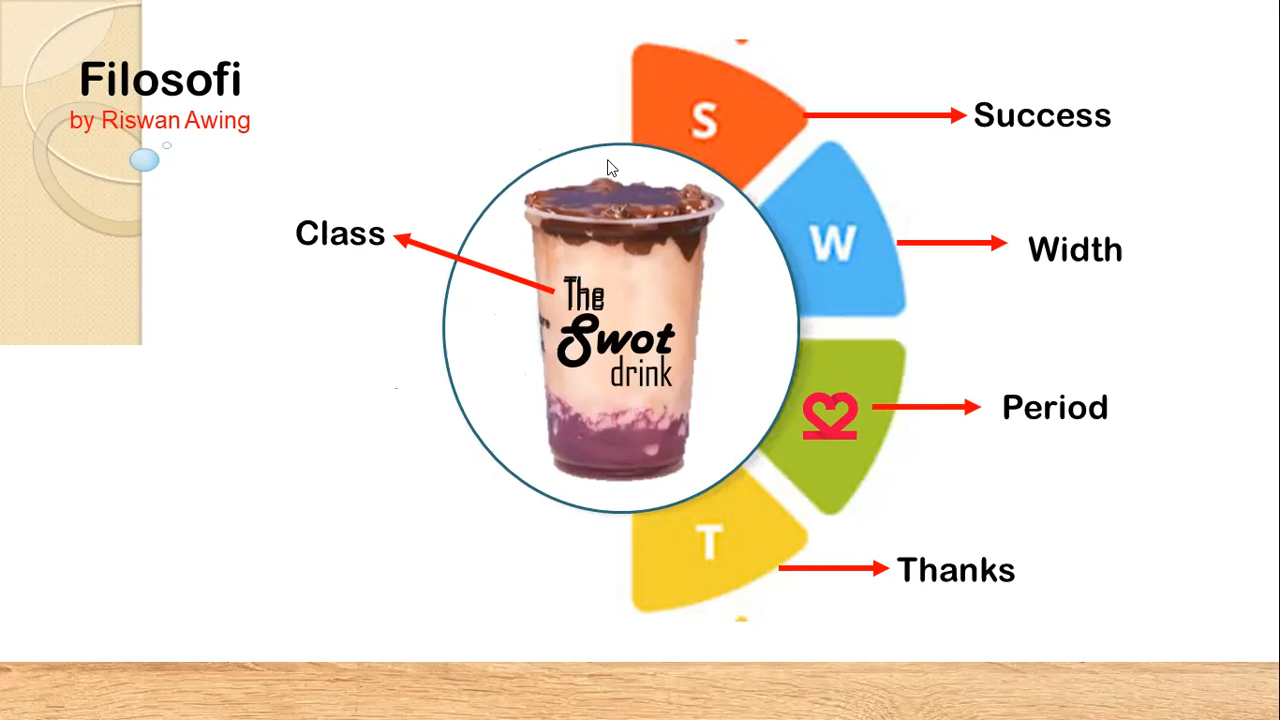 Filosofi
by Riswan Awing
S
Success
W
Width
Class
The
Swot
drink
Period
T
Thanks